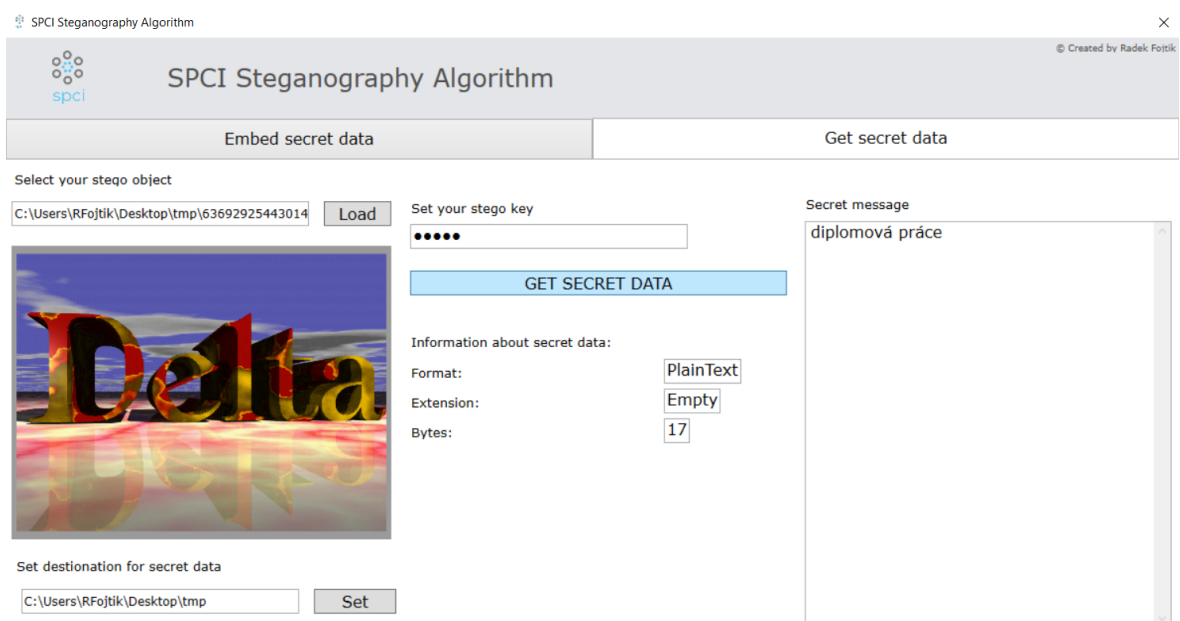 SPCI Steganography Algorithm
© Created by Radek Fojtik
spci
SPCI Steganography Algorithm
Embed secret data
Get secret data
Select your stego object
C:\Users\RFojtik\Desktop\tmp\63692925443014
Load
Delta
Set destionation for secret data
C:\Users\RFojtik\Desktop\tmp
Set
Set your stego key
●●●●●
GET SECRET DATA
Information about secret data:
Format: PlainText
Extension: Empty
Bytes: 17
Secret message
diplomová práce